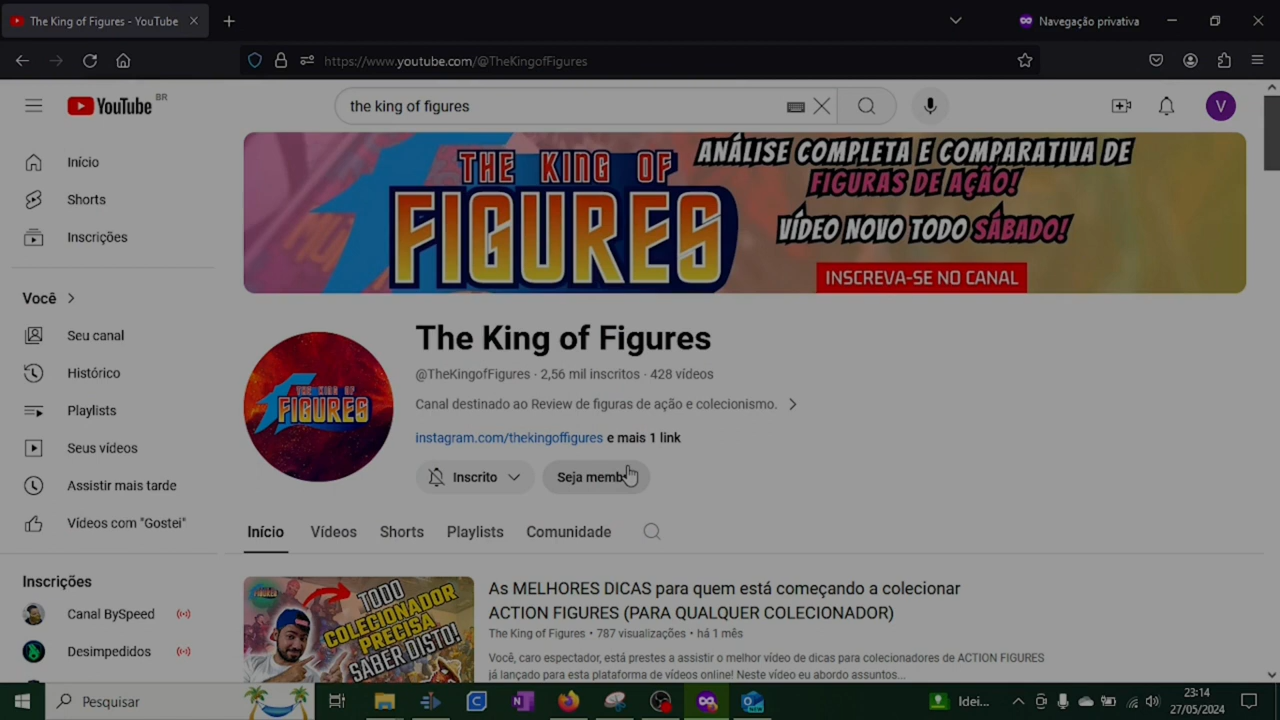 The King of Figures - YouTube
Navegação privativa
https://www.youtube.com/@TheKingofFigures
YouTube BR
the king of figures
V
Início
Shorts
Inscrições
Você
Seu canal
Histórico
Playlists
Seus vídeos
Assistir mais tarde
Vídeos com "Gostei"
Inscrições
Canal BySpeed
Desimpedidos
THE KING OF
FIGURES
ANÁLISE COMPLETA E COMPARATIVA DE
FIGURAS DE AÇÃO!
VÍDEO NOVO TODO SÁBADO!
INSCREVA-SE NO CANAL
THE KING OF
FIGURES
The King of Figures
@TheKingofFigures · 2,56 mil inscritos · 428 vídeos
Canal destinado ao Review de figuras de ação e colecionismo.
instagram.com/thekingoffigures e mais 1 link
Inscrito
Seja memb
Início Vídeos Shorts Playlists Comunidade
TODO
COLECIONADOR
PRECISA
SABER DISTO!
As MELHORES DICAS para quem está começando a colecionar
ACTION FIGURES (PARA QUALQUER COLECIONADOR)
The King of Figures • 787 visualizações • há 1 mês
Você, caro espectador, está prestes a assistir o melhor vídeo de dicas para colecionadores de ACTION FIGURES
já lançado para esta plataforma de vídeos online! Neste vídeo eu abordo assuntos...
Pesquisar
Idei...
23:14
27/05/2024